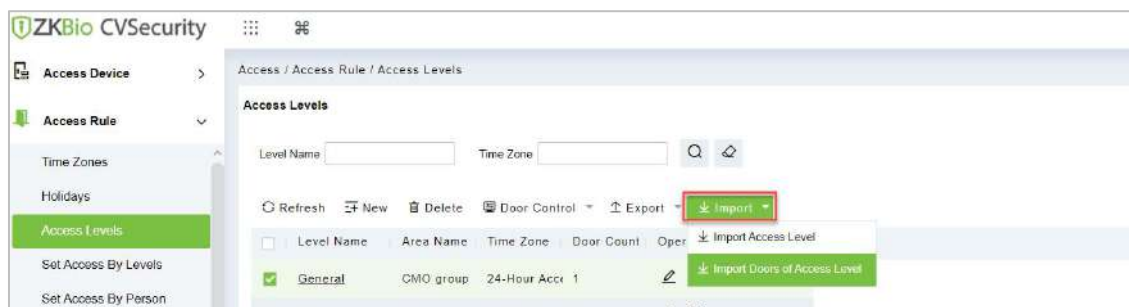 ZKBio CVSecurity
Access Device
Access Rule
Time Zones
Holidays
Access Levels
Set Access By Levels
Set Access By Person
Access / Access Rule / Access Levels
Access Levels
Level Name Time Zone
Refresh New Delete Door Control Export Import
Import Access Level
Import Doors of Access Level
Level Name Area Name Time Zone Door Count Oper
General CMO group 24-Hour Acce 1